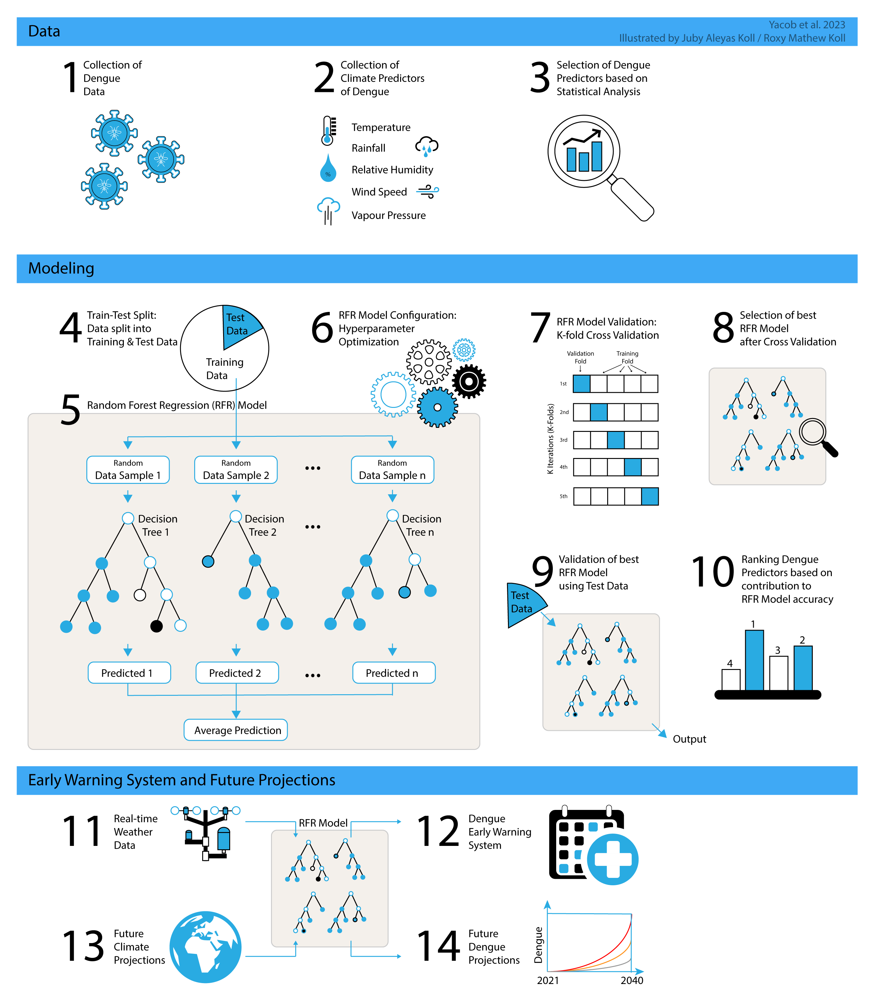 Data
Yacob et al. 2023
Illustrated by Juby Aleyas Koll / Roxy Mathew Koll
1
Collection of
Dengue
Data
2
Collection of
Climate Predictors
of Dengue
Temperature
Rainfall
%
Relative Humidity
Wind Speed
Vapour Pressure
3
Selection of Dengue
Predictors based on
Statistical Analysis
Modeling
4
Train-Test Split:
Data split into
Training & Test Data
Test
Data
Training
Data
5
Random Forest Regression (RFR) Model
Random
Data Sample 1
Random
Data Sample 2
...
Random
Data Sample n
Decision
Tree 1
Decision
Tree 2
...
Decision
Tree n
Predicted 1
Predicted 2
...
Predicted n
Average Prediction
6
RFR Model Configuration:
Hyperparameter
Optimization
7
RFR Model Validation:
K-fold Cross Validation
Validation
Fold
Training
Fold
K Iterations (K-Folds)
1st
2nd
3rd
4th
5th
8
Selection of best
RFR Model
after Cross Validation
9
Validation of best
RFR Model
using Test Data
Test
Data
Output
10
Ranking Dengue
Predictors based on
contribution to
RFR Model accuracy
4
1
3
2
Early Warning System and Future Projections
11
Real-time
Weather
Data
RFR Model
12
Dengue
Early Warning
System
13
Future
Climate
Projections
14
Future
Dengue
Projections
Dengue
2021
2040